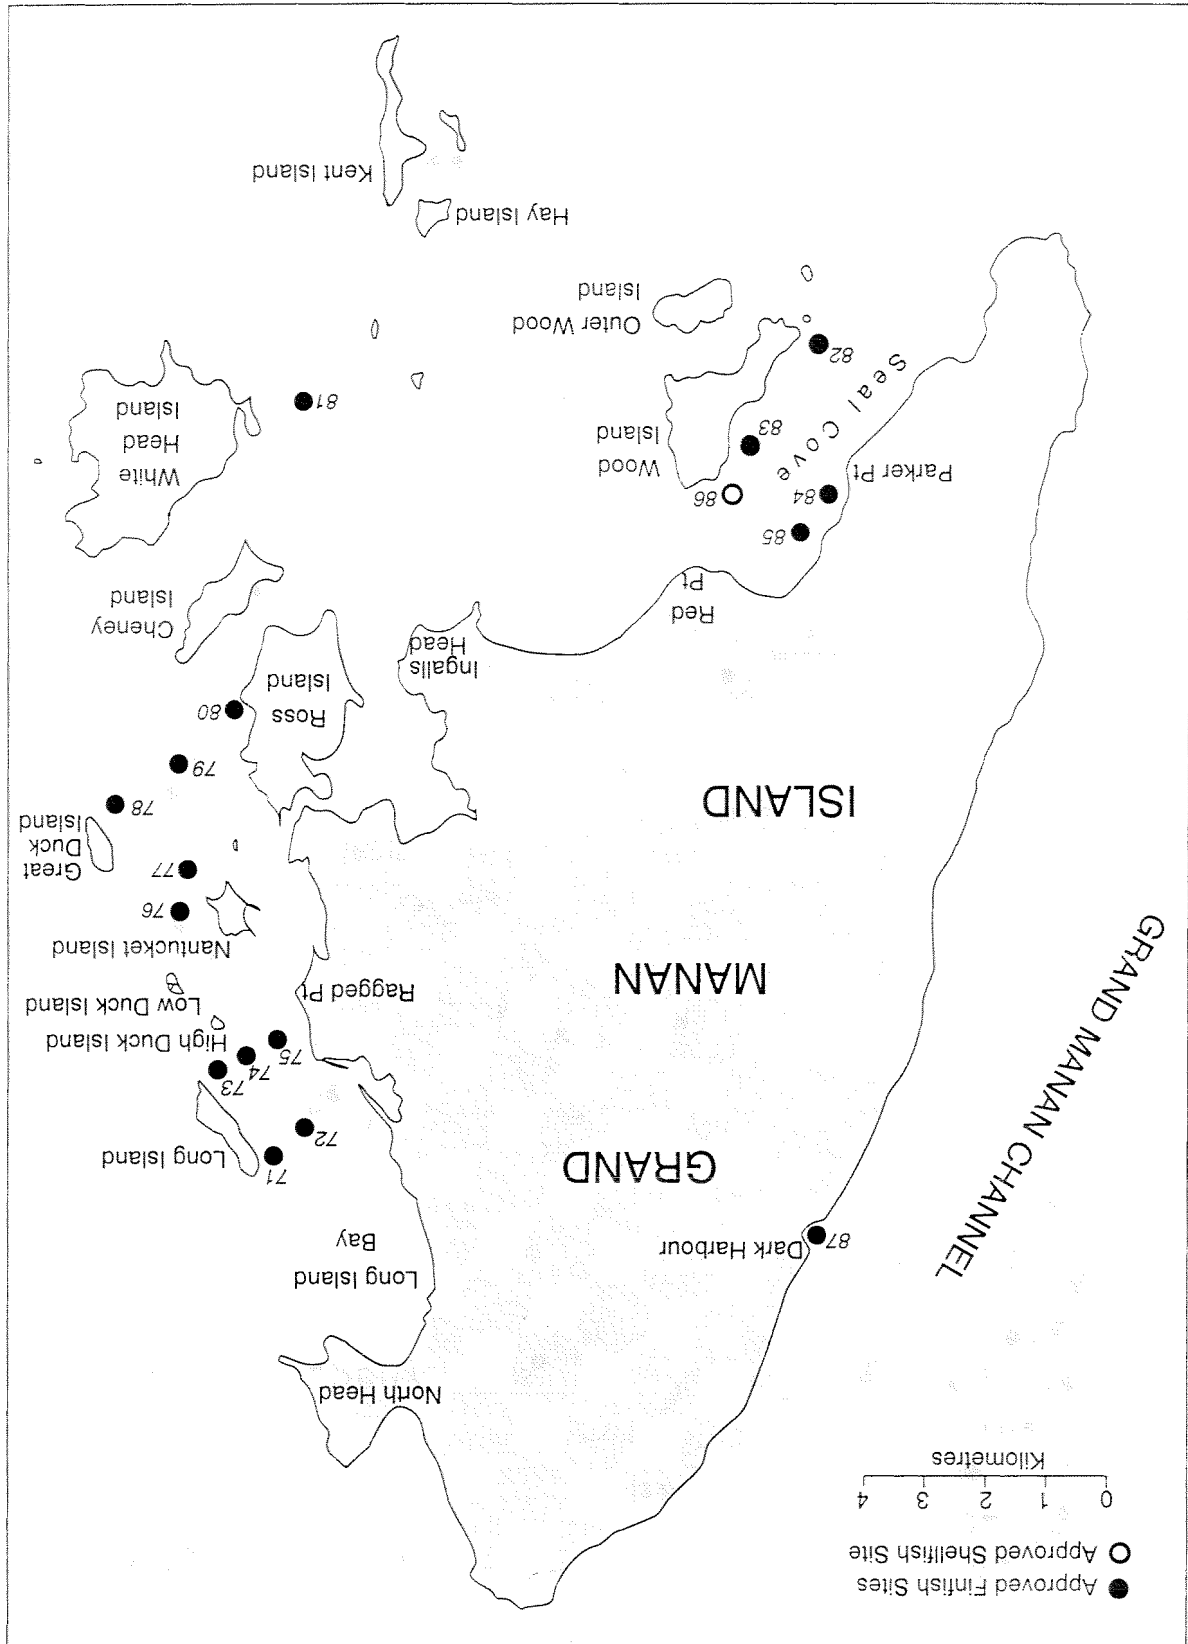 Approved Finfish Sites
Approved Shellfish Site
0 1 2 3 4
Kilometres
GRAND MANAN CHANNEL
North Head
Long Island
Bay
87
Dark Harbour
GRAND
71
Long Island
72
73
74
75
High Duck Island
Low Duck Island
Ragged Pt
MANAN
Nantucket Island
76
77
Great
Duck
Island
78
ISLAND
79
80
Ross
Island
Ingalls
Head
Cheney
Island
Red
Pt
85
84
86
Parker Pt
83
Seal Cove
82
Wood
Island
White
Head
Island
81
Outer Wood
Island
Hay Island
Kent Island